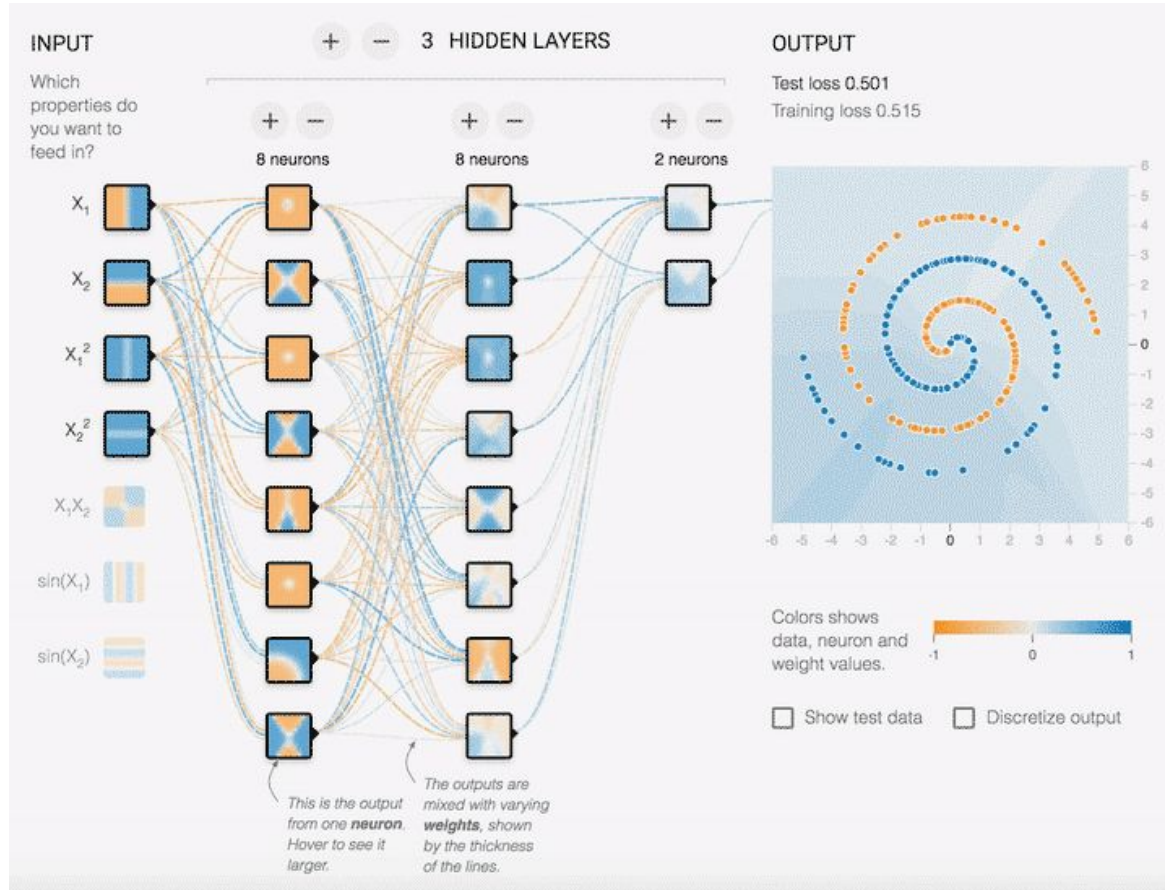 INPUT
Which
properties do
you want to
feed in?
+ − 3 HIDDEN LAYERS
+ −
8 neurons
+ −
8 neurons
+ −
2 neurons
X₁
X₂
X₁²
X₂²
X₁X₂
sin(X₁)
sin(X₂)
This is the output
from one neuron.
Hover to see it
larger.
The outputs are
mixed with varying
weights, shown
by the thickness
of the lines.
OUTPUT
Test loss 0.501
Training loss 0.515
6
5
4
3
2
1
0
-1
-2
-3
-4
-5
-6
-6 -5 -4 -3 -2 -1 0 1 2 3 4 5 6
Colors shows
data, neuron and
weight values.
-1 0 1
Show test data
Discretize output